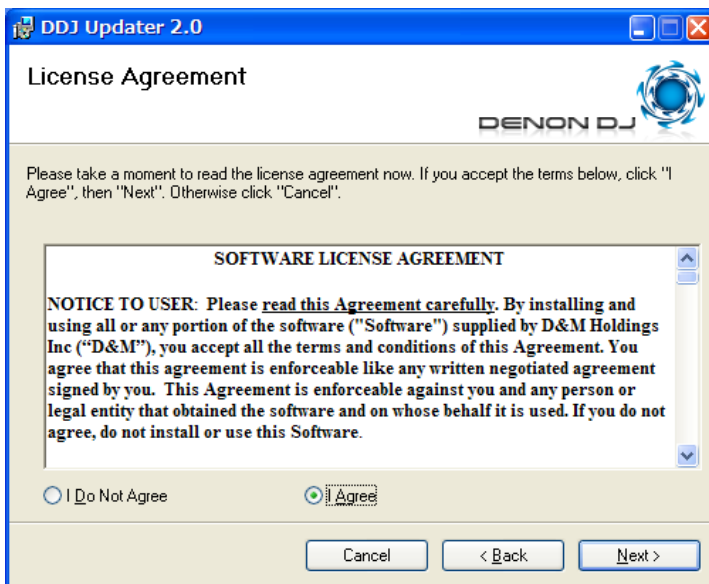 DDJ Updater 2.0
License Agreement
DENON DJ
Please take a moment to read the license agreement now. If you accept the terms below, click "I
Agree", then "Next". Otherwise click "Cancel".
SOFTWARE LICENSE AGREEMENT
NOTICE TO USER:  Please read this Agreement carefully. By installing and
using all or any portion of the software ("Software") supplied by D&M Holdings
Inc (“D&M”), you accept all the terms and conditions of this Agreement. You
agree that this agreement is enforceable like any written negotiated agreement
signed by you.  This Agreement is enforceable against you and any person or
legal entity that obtained the software and on whose behalf it is used. If you do not
agree, do not install or use this Software.
I Do Not Agree
I Agree
Cancel
< Back
Next >